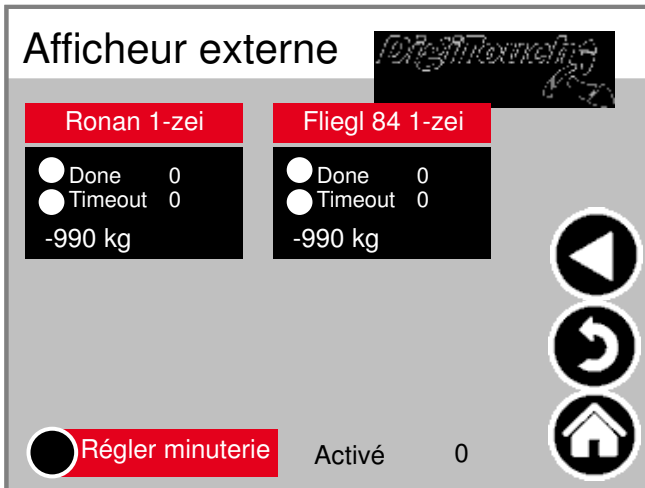 Afficheur externe
DigiTouch
Ronan 1-zei
Fliegl 84 1-zei
Done 0
Timeout 0
-990 kg
Done 0
Timeout 0
-990 kg
Régler minuterie
Activé 0